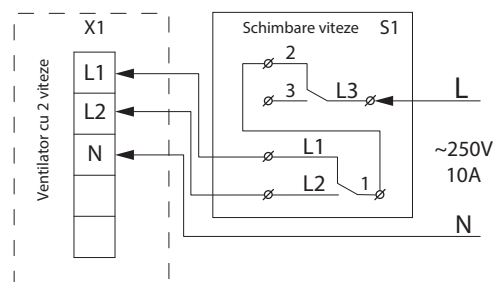 X1
Ventilator cu 2 viteze
L1
L2
N
Schimbare viteze S1
2
3 L3
L1
L2 1
L
~250V
10A
N